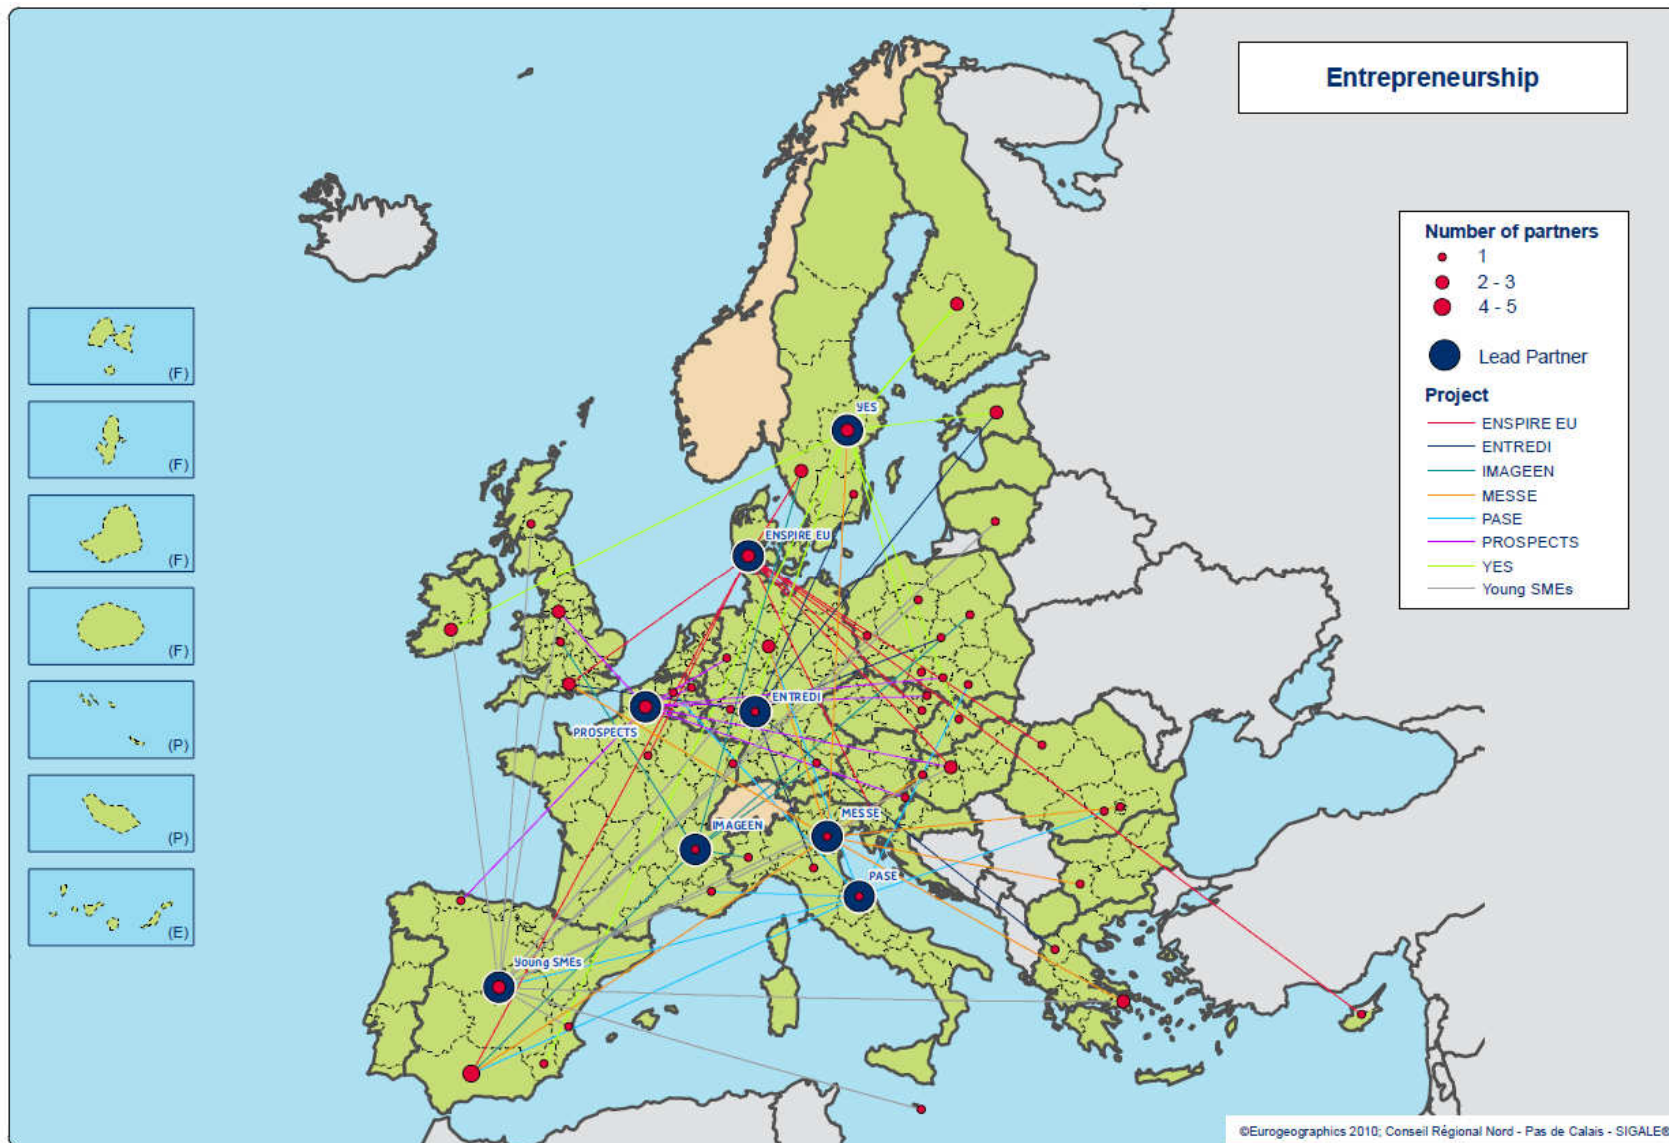 Entrepreneurship
Number of partners
1
2 - 3
4 - 5
Lead Partner
Project
ENSPIRE EU
ENTREDI
IMAGEEN
MESSE
PASE
PROSPECTS
YES
Young SMEs
(F)
(F)
(F)
(F)
(P)
(P)
(E)
YES
ENSPIRE EU
ENTREDI
PROSPECTS
IMAGEEN
MESSE
PASE
Young SMEs
©Eurogeographics 2010; Conseil Régional Nord - Pas de Calais - SIGALE®